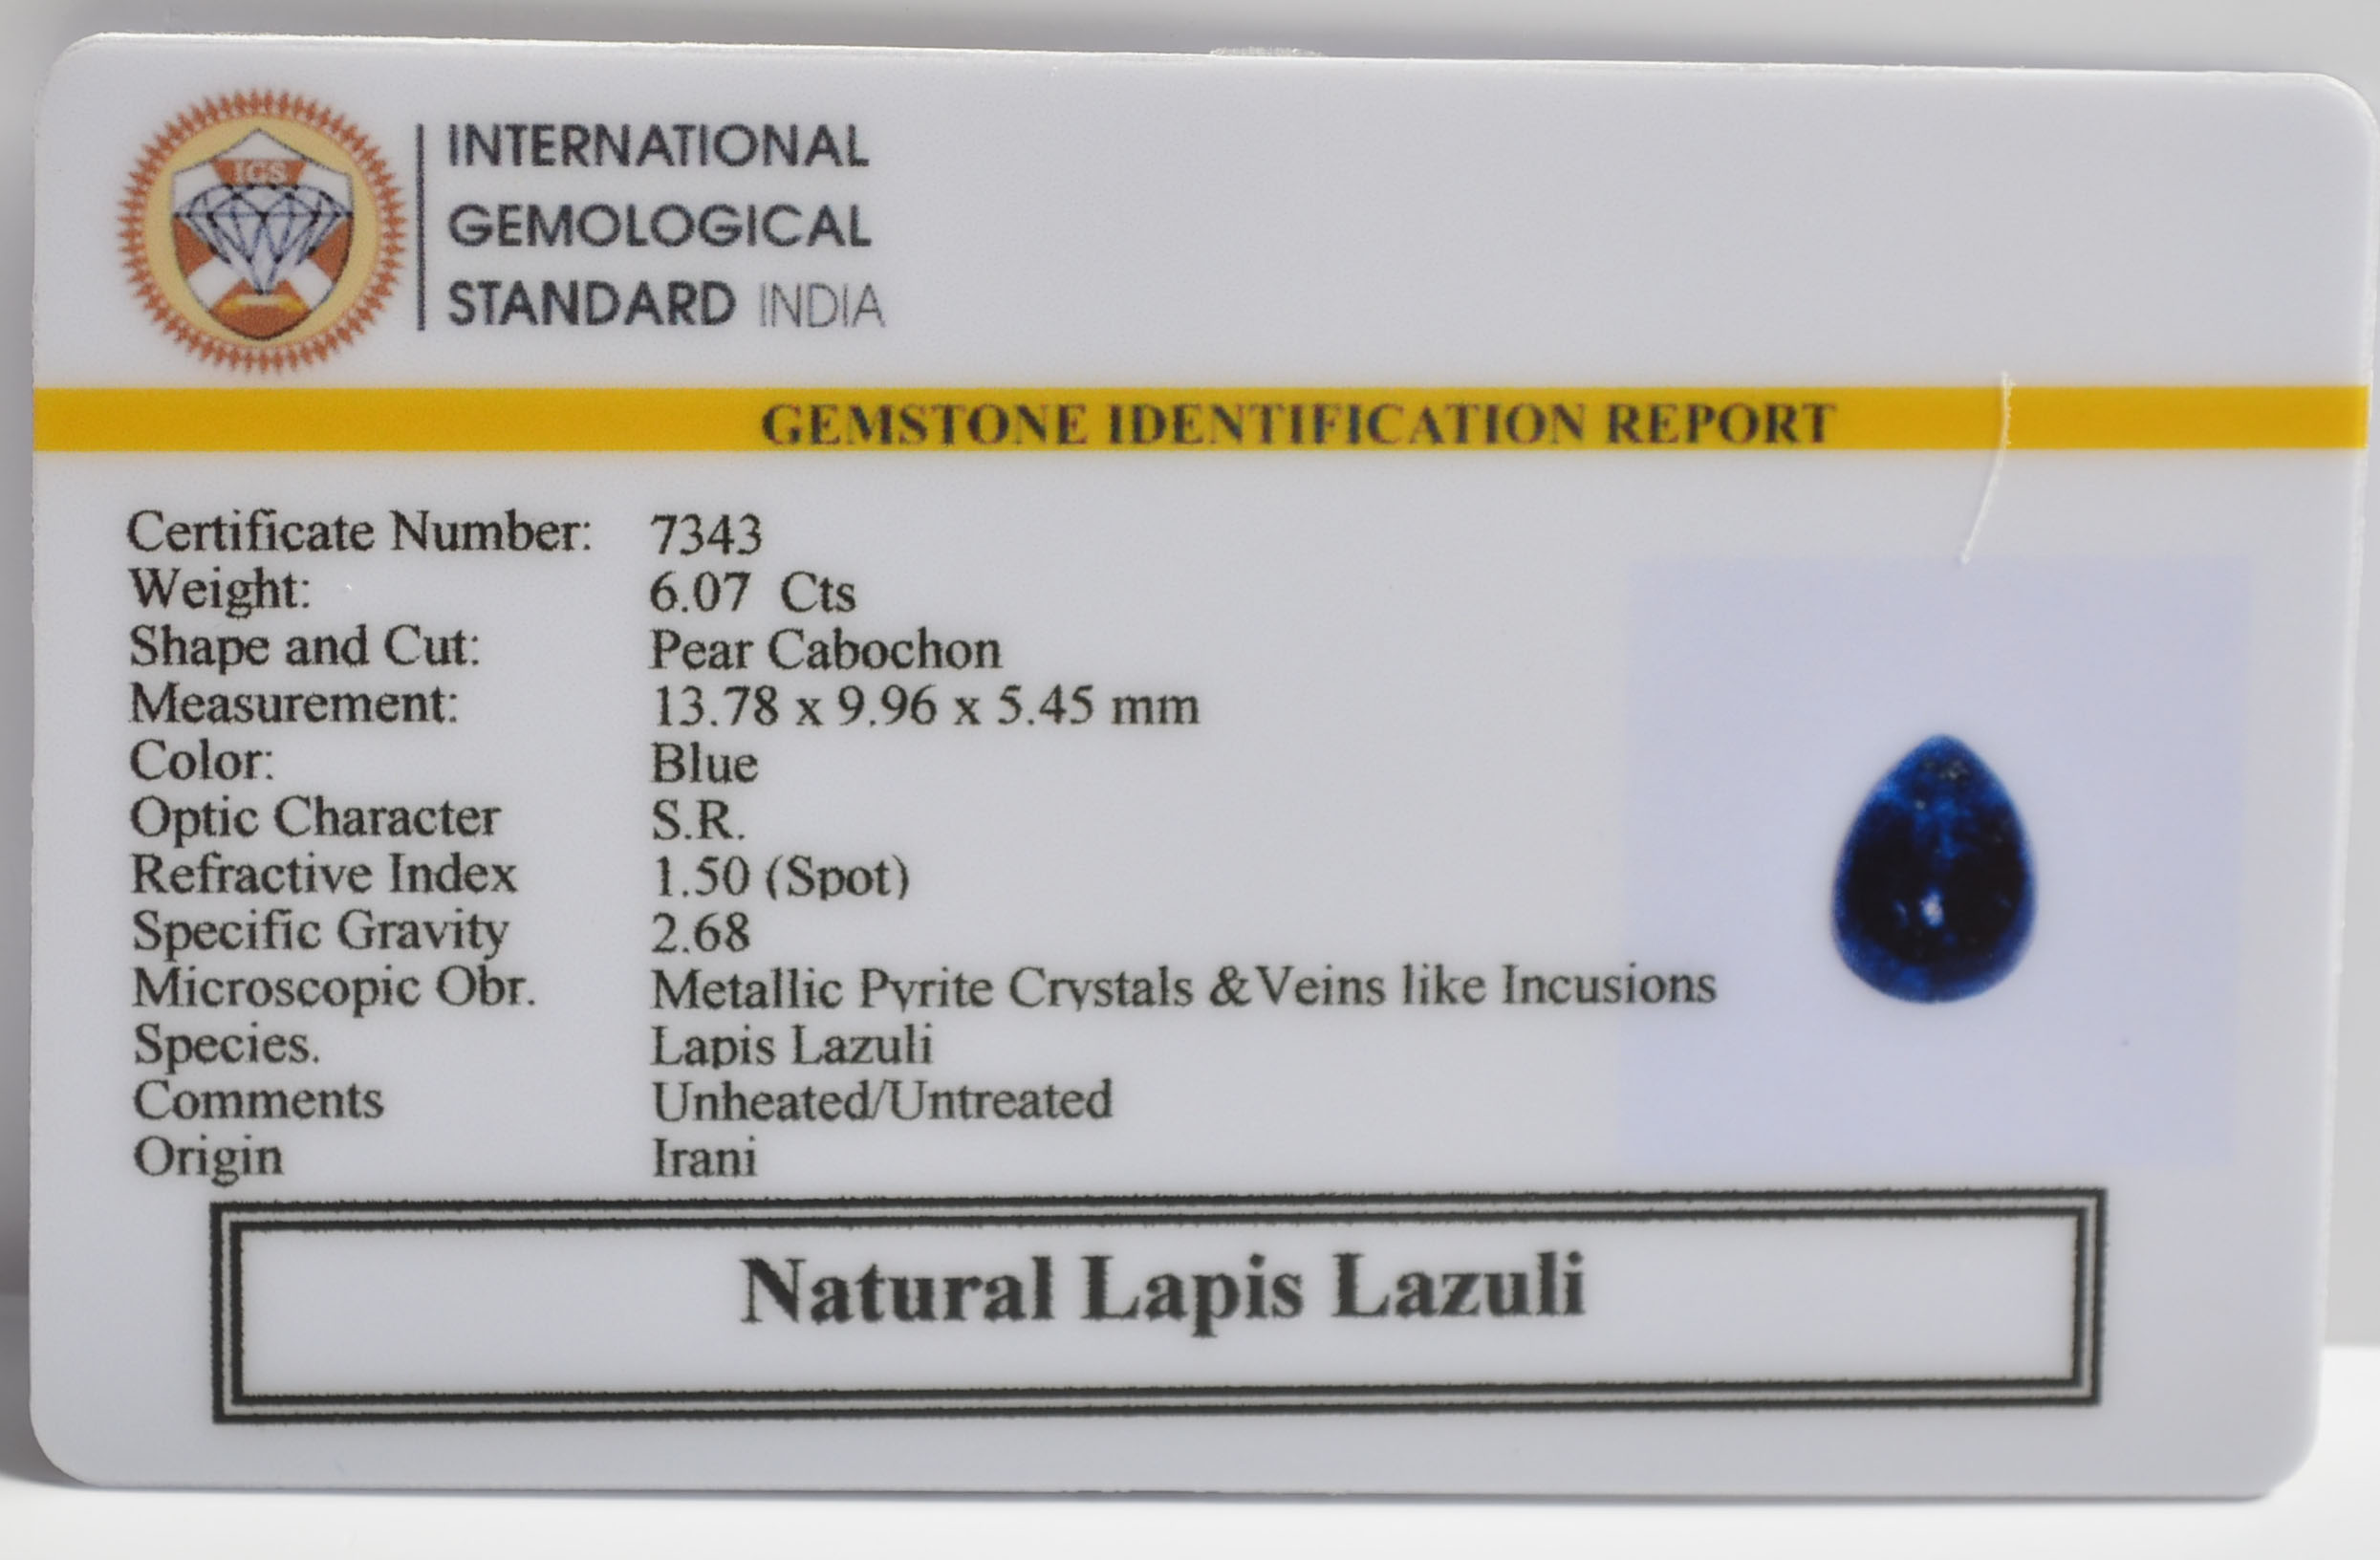 IGS
INTERNATIONAL
GEMOLOGICAL
STANDARD INDIA
GEMSTONE IDENTIFICATION REPORT
Certificate Number: 7343
Weight: 6.07 Cts
Shape and Cut: Pear Cabochon
Measurement: 13.78 x 9.96 x 5.45 mm
Color: Blue
Optic Character S.R.
Refractive Index 1.50 (Spot)
Specific Gravity 2.68
Microscopic Obr. Metallic Pyrite Crystals &Veins like Incusions
Species. Lapis Lazuli
Comments Unheated/Untreated
Origin Irani
Natural Lapis Lazuli